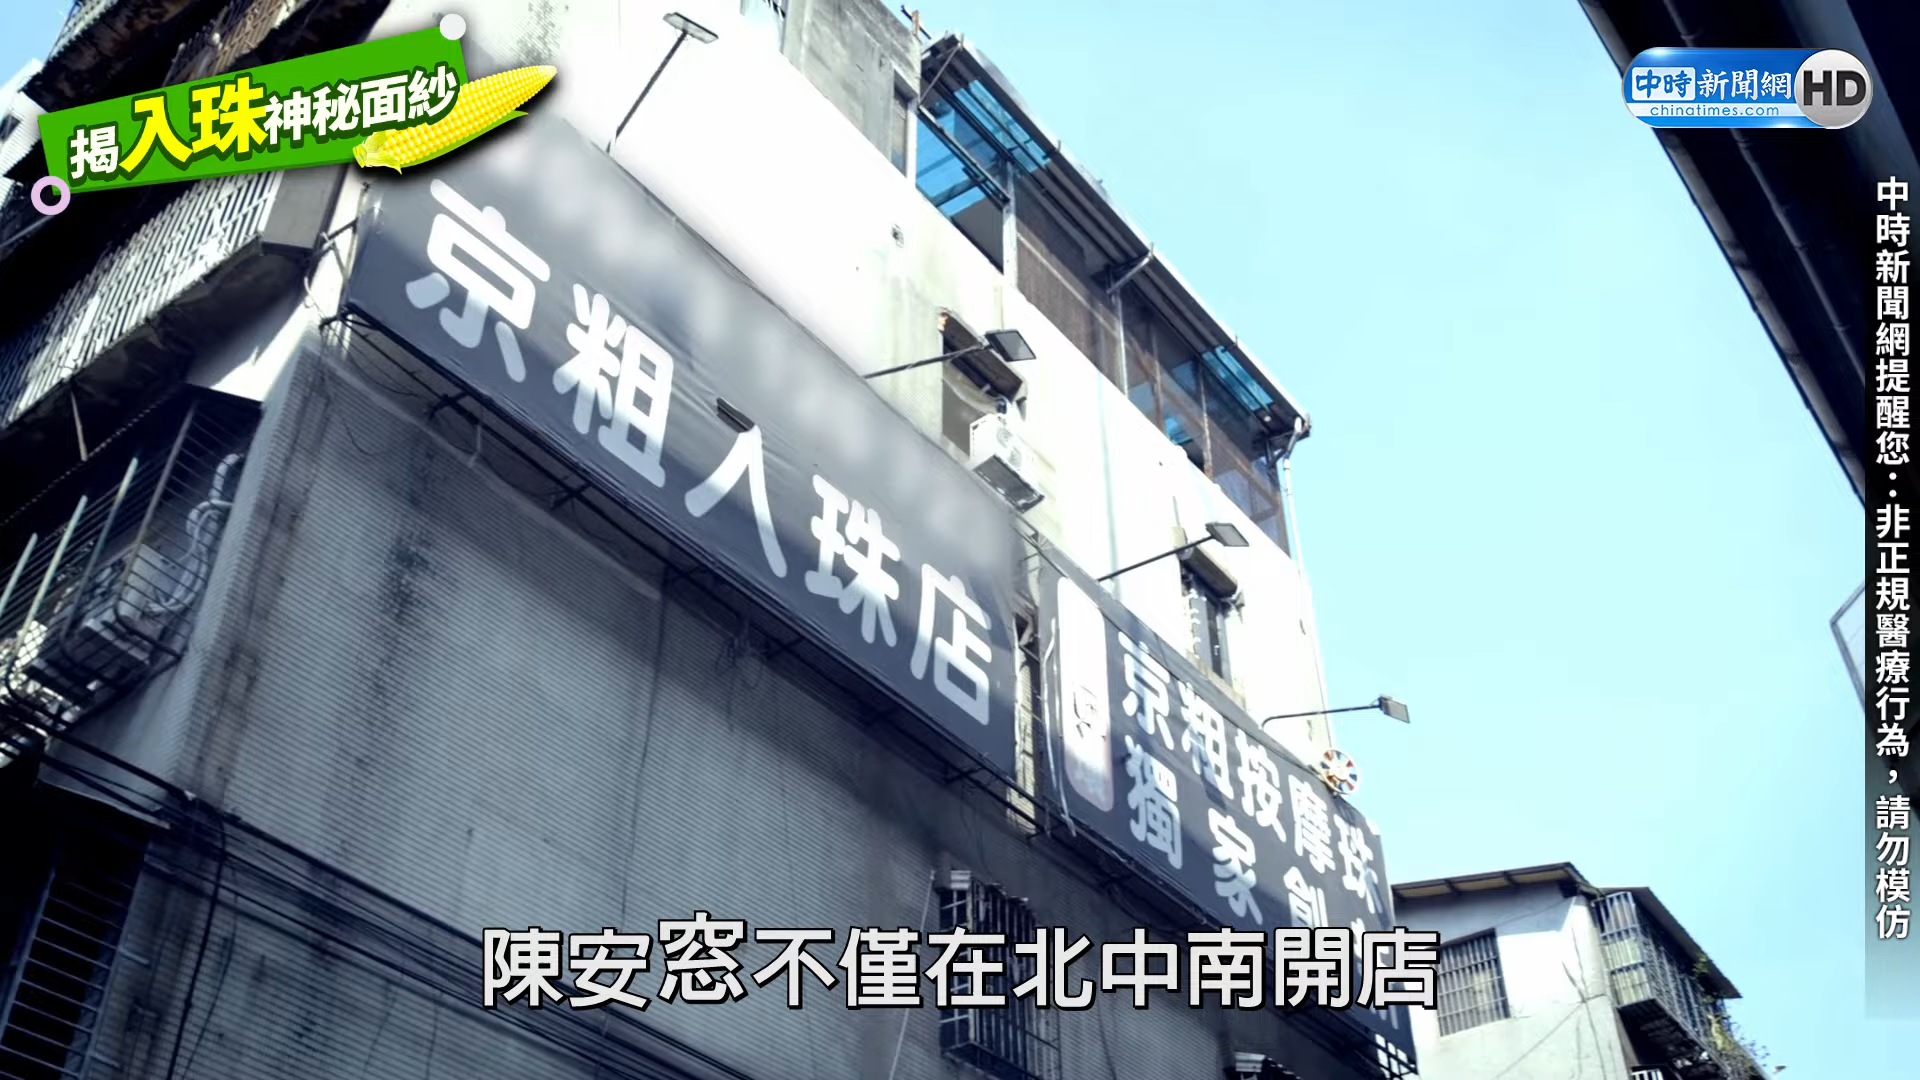 揭入珠神秘面紗
中時新聞網HD
chinatimes.com
中時新聞網提醒您：非正規醫療行為，請勿模仿
京粗入珠店
京粗按摩珠
獨家創
陳安窓不僅在北中南開店